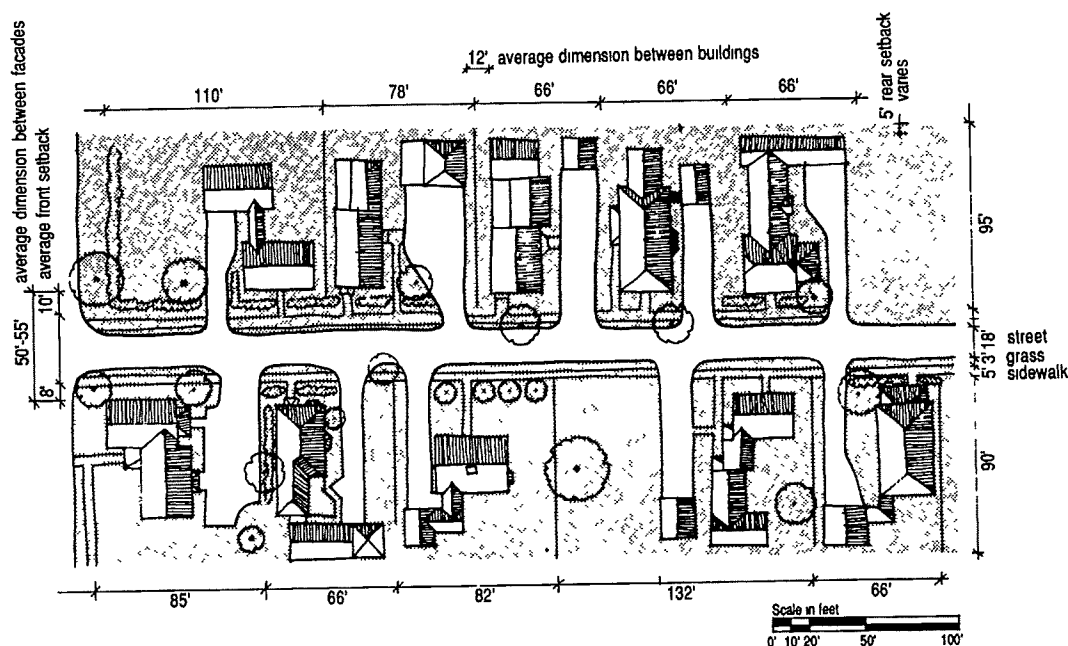 12' average dimension between buildings
110'
78'
66'
66'
66'
5' rear setback
varies
average dimension between facades
average front setback
50'-55'
10'
8'
95'
18' street
3' grass
5' sidewalk
90'
85'
66'
82'
132'
66'
Scale in feet
0' 10' 20' 50' 100'